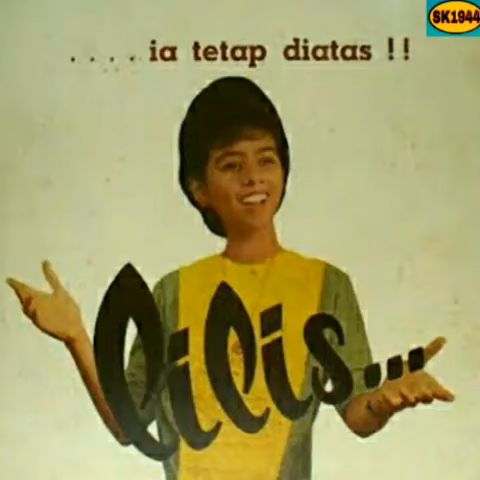 SK1944
. . . . . ia tetap diatas !!
Lilis...